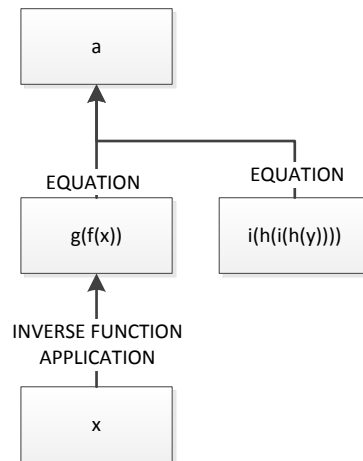 a
EQUATION
EQUATION
g(f(x))
i(h(i(h(y))))
INVERSE FUNCTION
APPLICATION
x